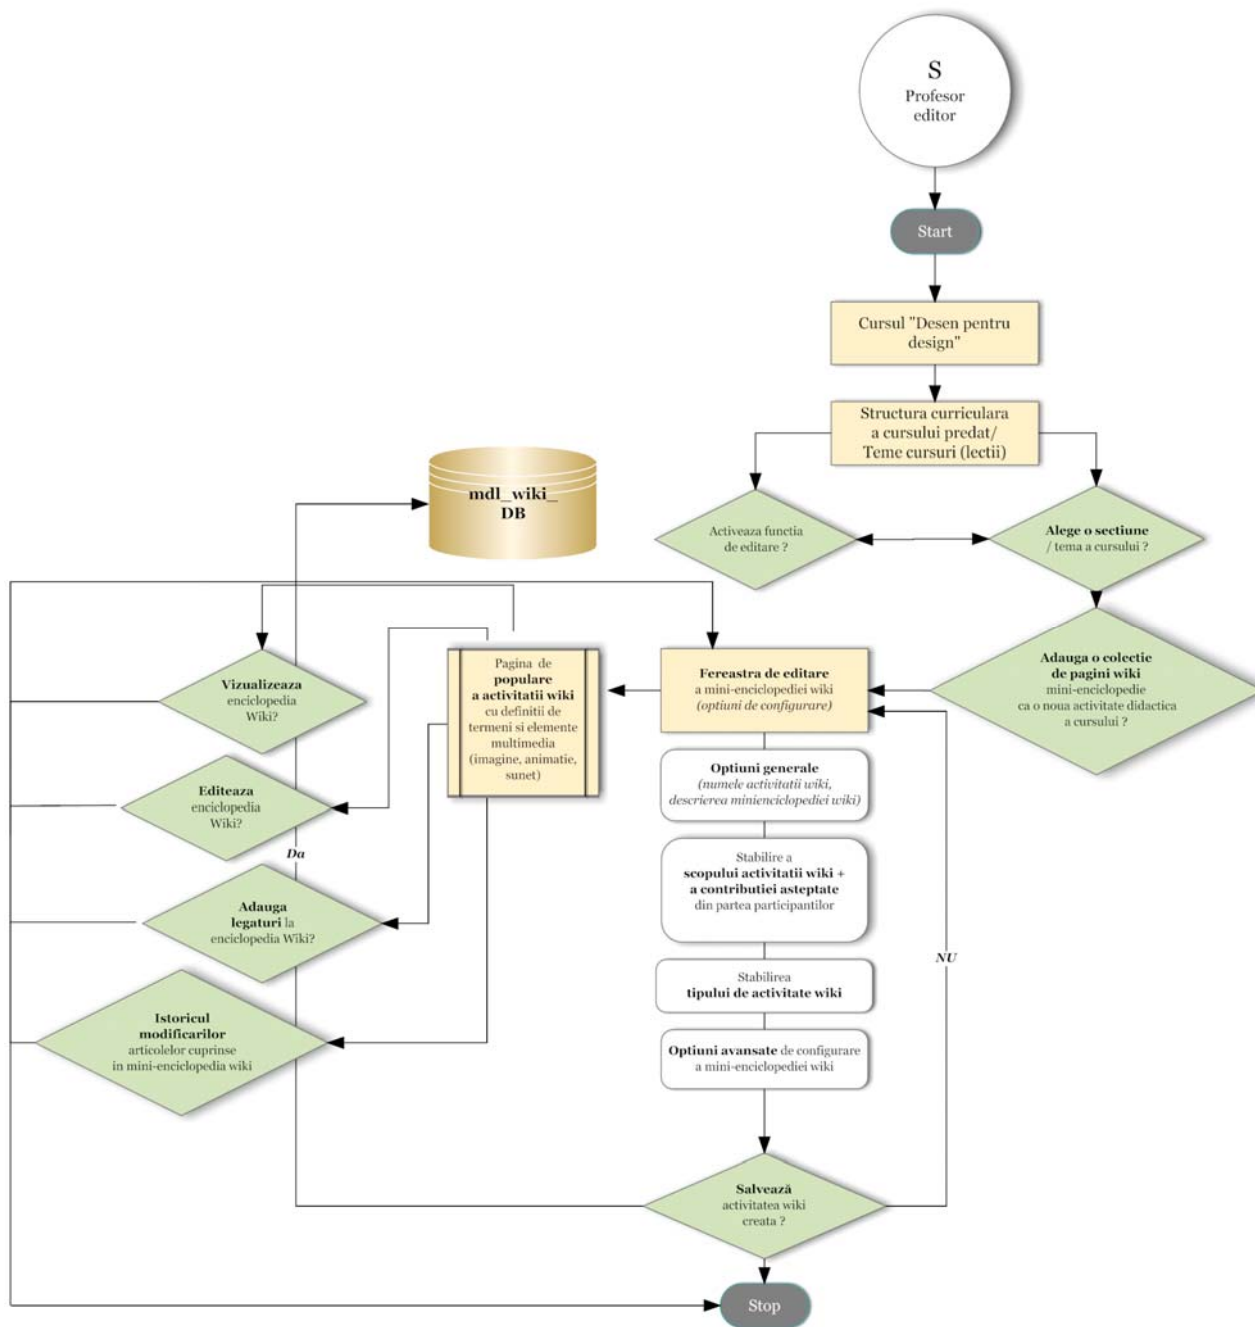 S
Profesor
editor
Start
Cursul "Desen pentru
design"
Structura curriculara
a cursului predat/
Teme cursuri (lectii)
mdl_wiki_
DB
Activeaza functia
de editare ?
Alege o sectiune
/ tema a cursului ?
Adauga o colectie
de pagini wiki
mini-enciclopedie
ca o noua activitate didactica
a cursului ?
Fereastra de editare
a mini-enciclopediei wiki
(optiuni de configurare)
Pagina de
populare
a activitatii wiki
cu definitii de
termeni si elemente
multimedia
(imagine, animatie,
sunet)
Vizualizeaza
enciclopedia
Wiki?
Editeaza
enciclopedia
Wiki?
Da
Adauga
legaturi la
enciclopedia Wiki?
Istoricul
modificarilor
articolelor cuprinse
in mini-enciclopedia wiki
Optiuni generale
(numele activitatii wiki,
descrierea minienciclopediei wiki)
Stabilire a
scopului activitatii wiki +
a contributiei asteptate
din partea participantilor
Stabilirea
tipului de activitate wiki
Optiuni avansate de configurare
a mini-enciclopediei wiki
NU
Salvează
activitatea wiki
creata ?
Stop